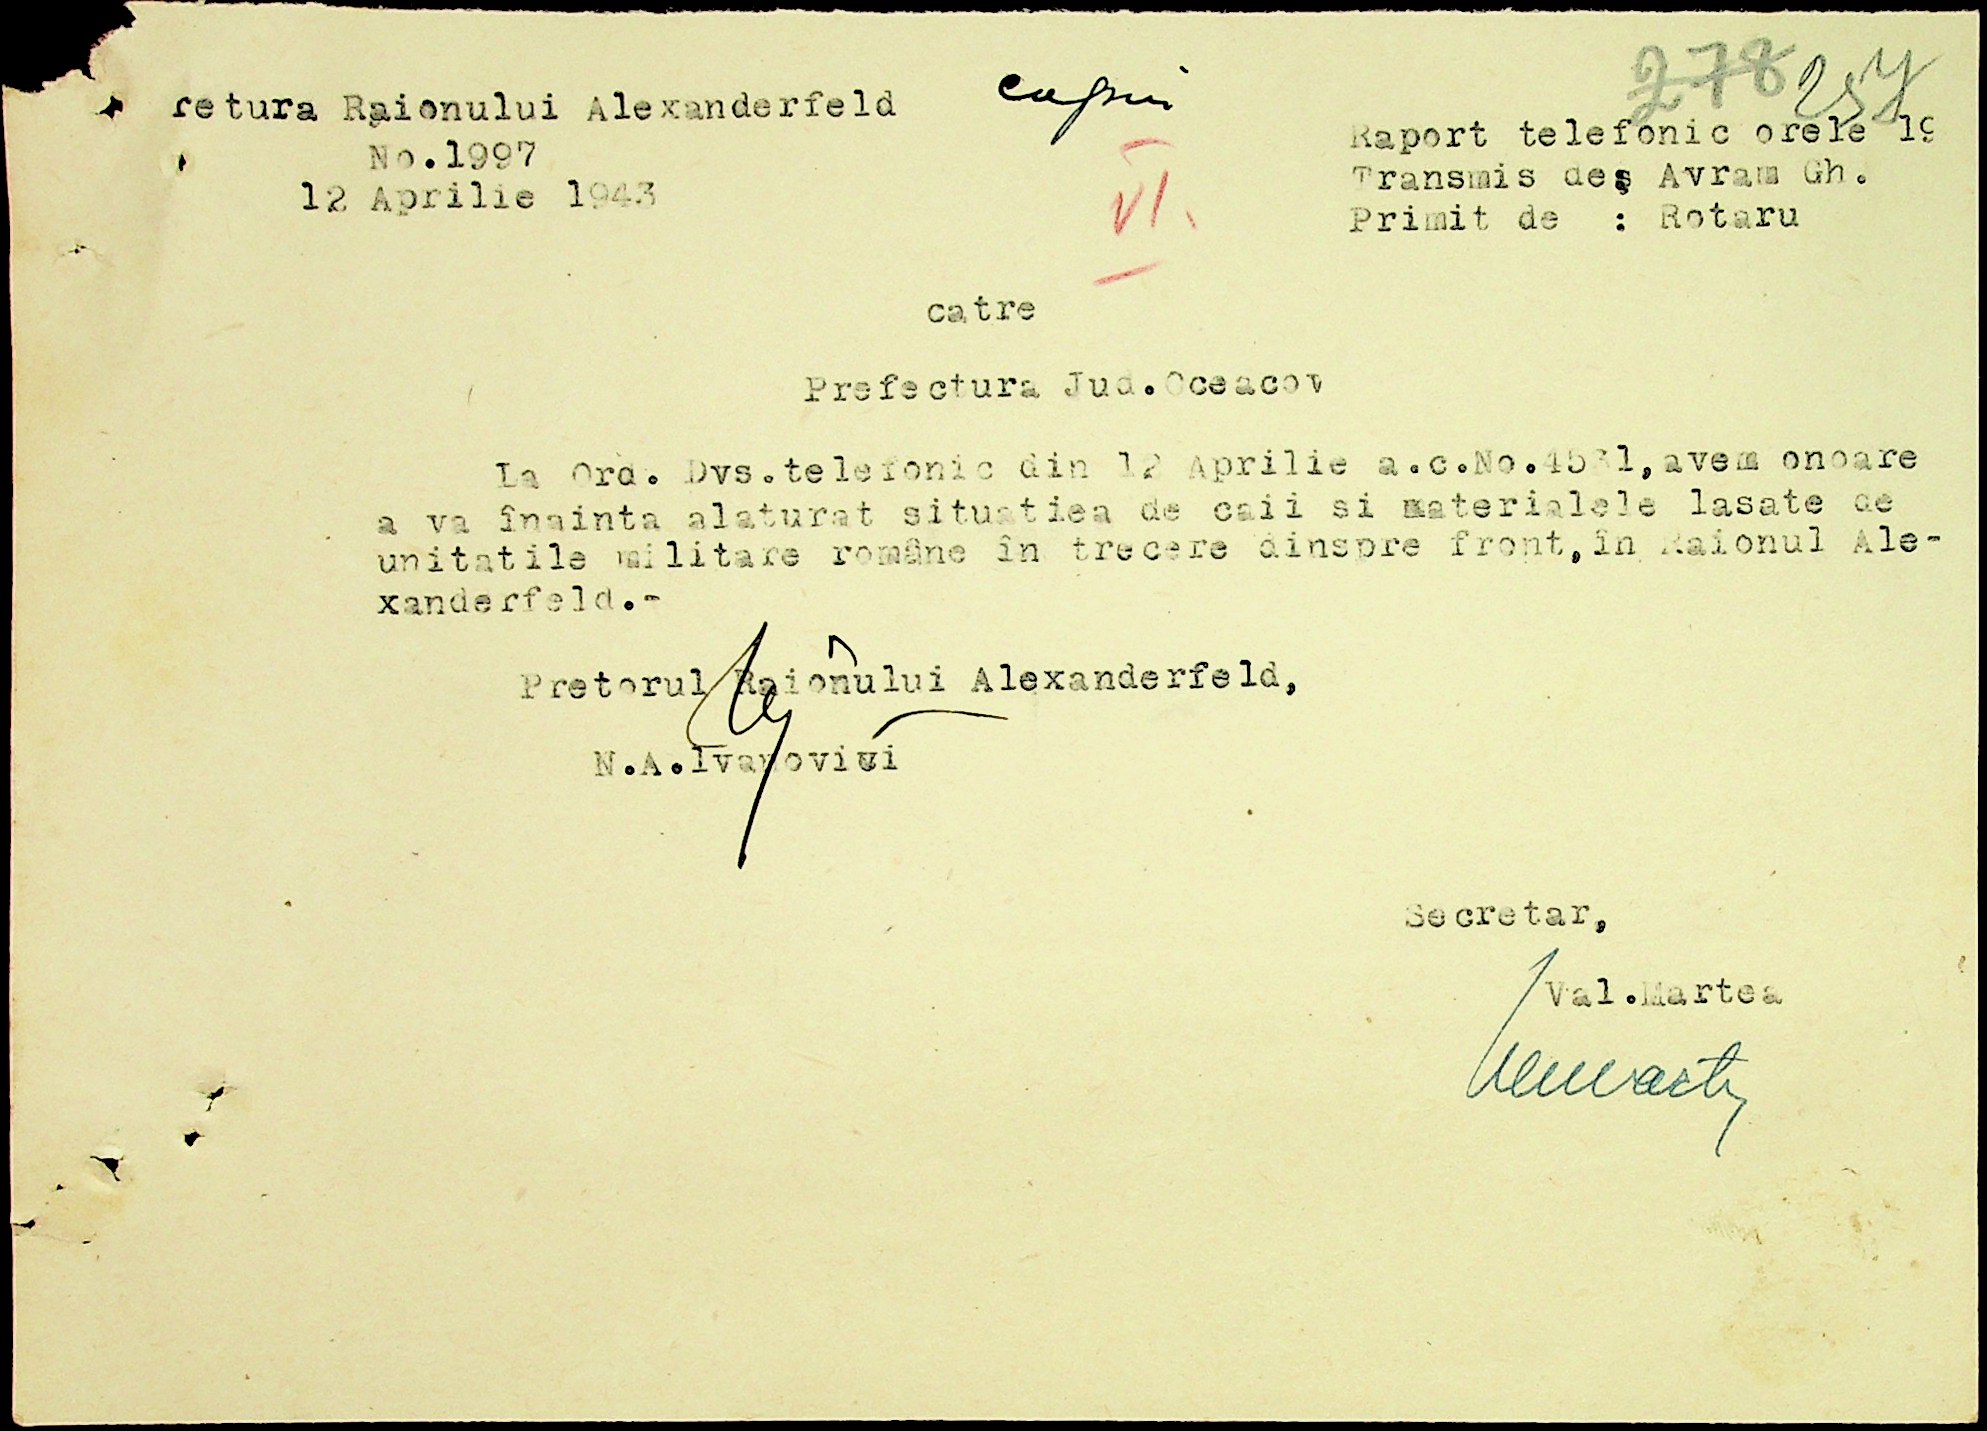 278 257
retura Raionului Alexanderfeld
No.1997
12 Aprilie 1943
VI.
Raport telefonic orele 19
Transmis de: Avram Gh.
Primit de : Rotaru
catre
Prefectura Jud.Oceacov
La Ord. Dvs.telefonic din 12 Aprilie a.c.No.4531,avem onoare
a va înainta alaturat situatiea de caii si materialele lasate de
unitatile militare române în trecere dinspre front,în Raionul Ale-
xanderfeld.-
Pretorul Raionului Alexanderfeld,
N.A.Ivanovici
Secretar,
Val.Martea